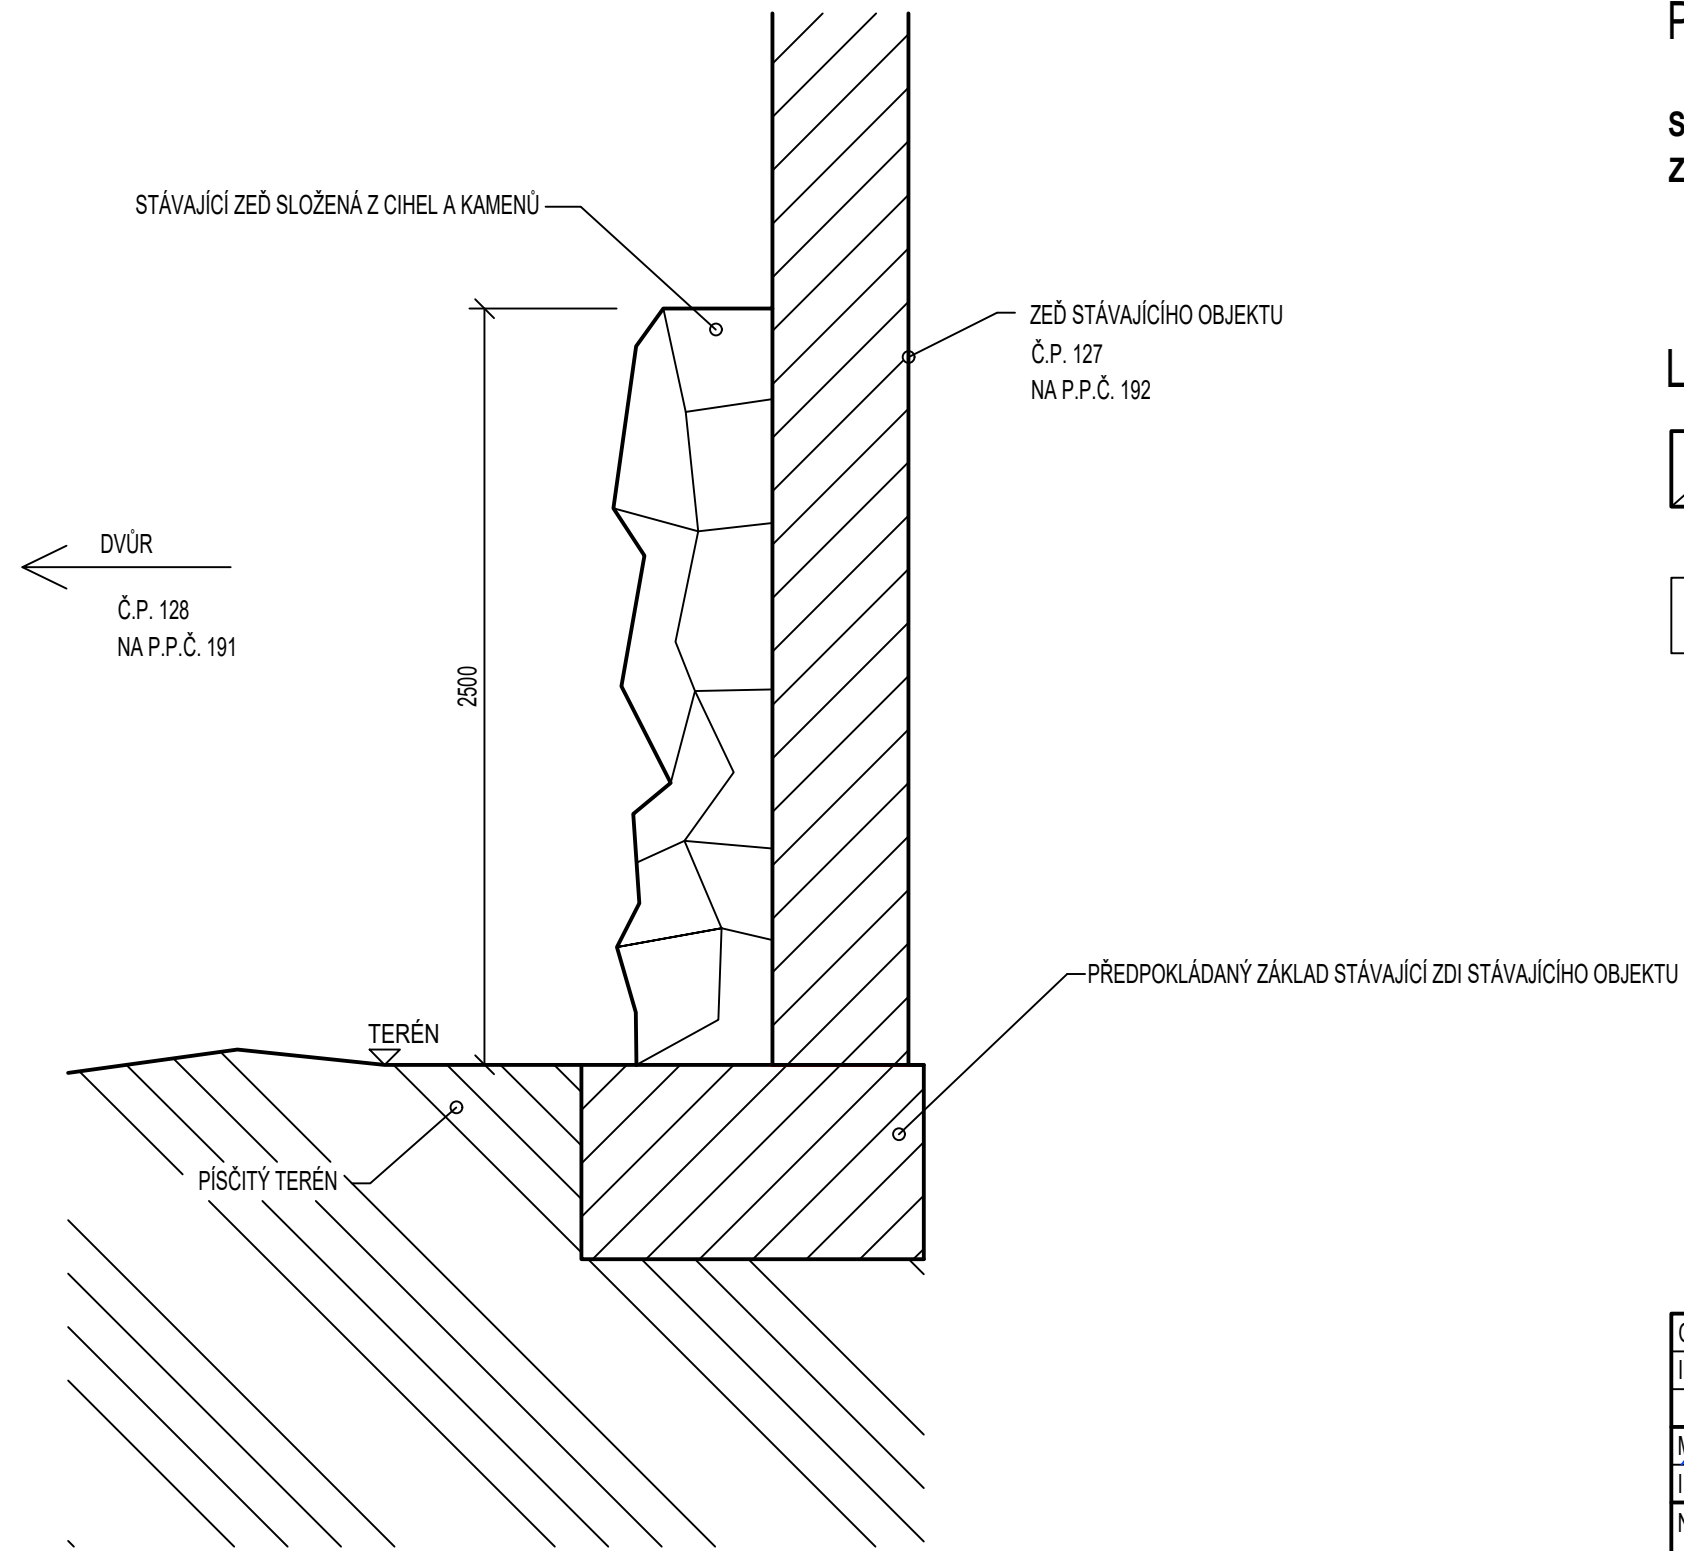 STÁVAJÍCÍ ZEĎ SLOŽENÁ Z CIHEL A KAMENŮ
ZEĎ STÁVAJÍCÍHO OBJEKTU
Č.P. 127
NA P.P.Č. 192
DVŮR
Č.P. 128
NA P.P.Č. 191
2500
PŘEDPOKLÁDANÝ ZÁKLAD STÁVAJÍCÍ ZDI STÁVAJÍCÍHO OBJEKTU
TERÉN
PÍSČITÝ TERÉN